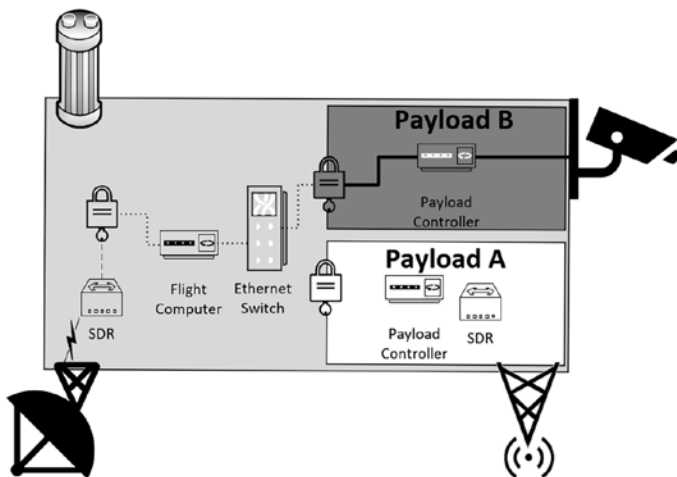 Payload B
Payload
Controller
Payload A
Flight
Computer
Ethernet
Switch
SDR
Payload
Controller
SDR